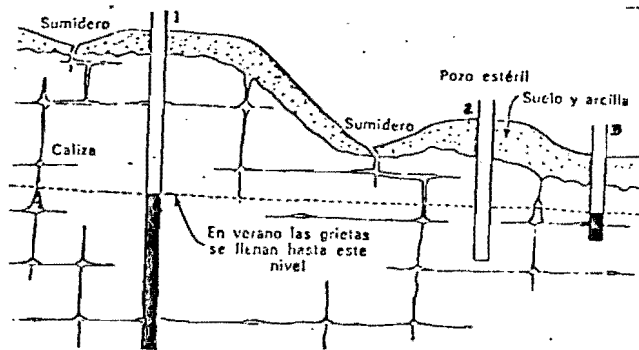 Sumidero
1
Pozo estéril
2
Suelo y arcilla
3
Sumidero
Caliza
En verano las grietas
se llenan hasta este
nivel